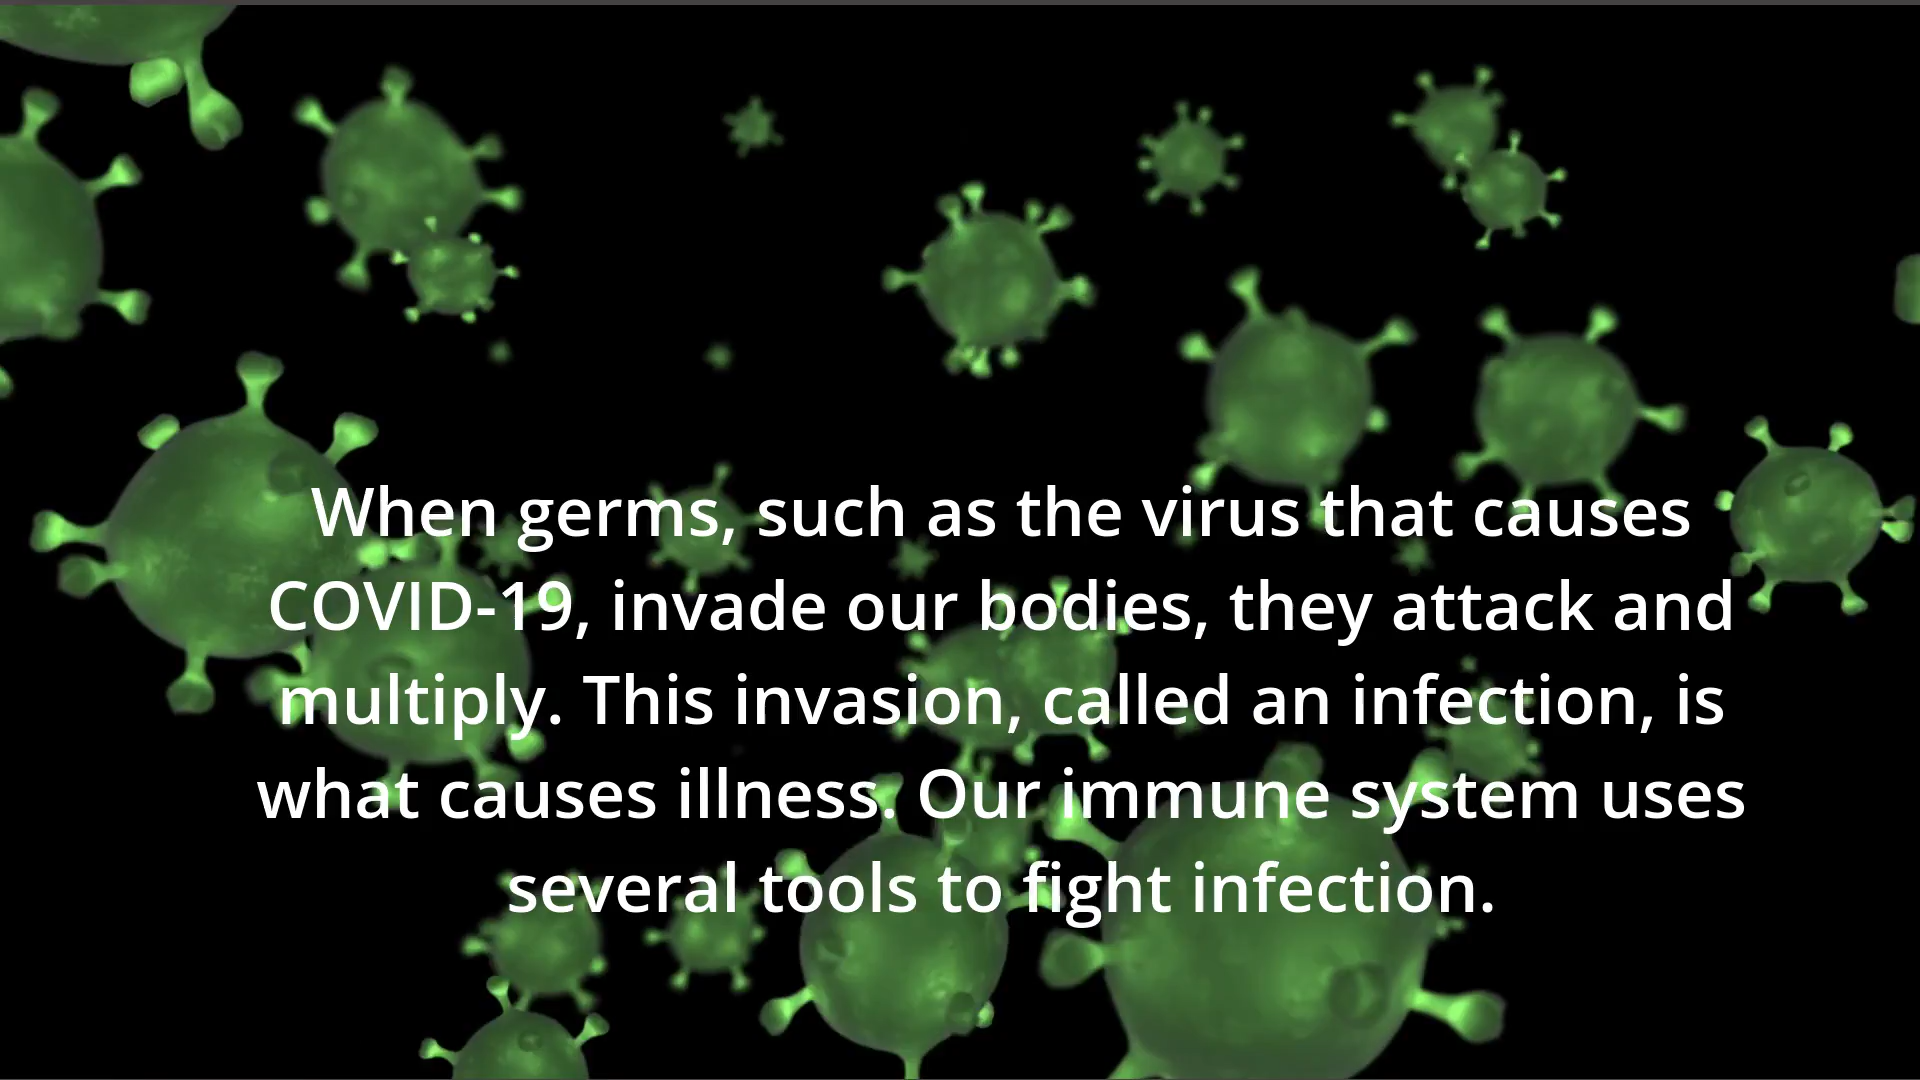 When germs, such as the virus that causes
COVID-19, invade our bodies, they attack and
multiply. This invasion, called an infection, is
what causes illness. Our immune system uses
several tools to fight infection.